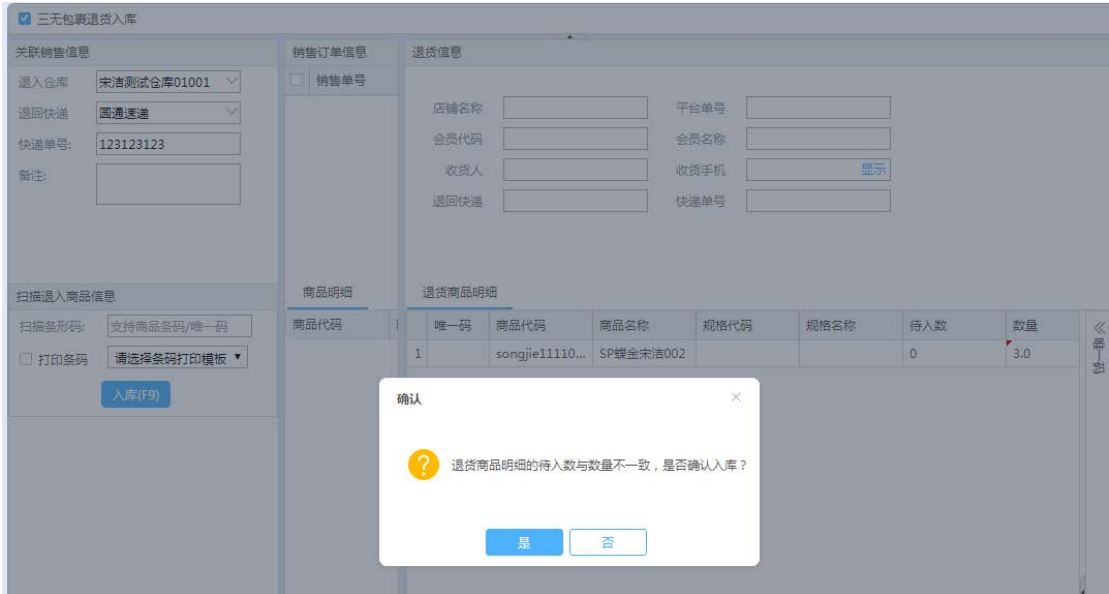 三无包裹退货入库
关联销售信息
退入仓库 宋洁测试仓库01001
退回快递 圆通速递
快递单号: 123123123
备注:
扫描退入商品信息
扫描条形码: 支持商品条码/唯一码
打印条码 请选择条码打印模板
入库(F9)
销售订单信息
销售单号
商品明细
商品代码
退货信息
店铺名称 平台单号
会员代码 会员名称
收货人 收货手机 显示
退回快递 快递单号
退货商品明细
唯一码 商品代码 商品名称 规格代码 规格名称 待入数 数量
1 songjie11110... SP蝶金宋洁002 0 3.0
确认
退货商品明细的待入数与数量不一致，是否确认入库？
是 否